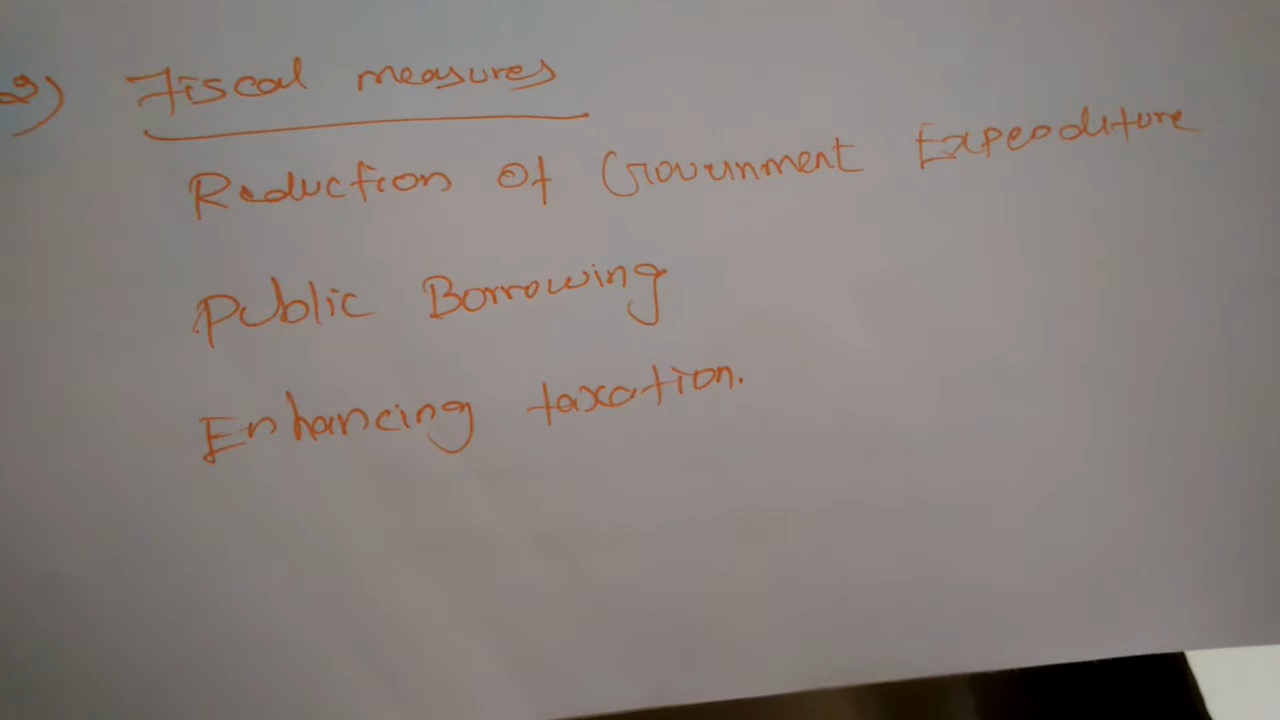 2) Fiscal measures
Reduction Of Government Expenditure
Public Borrowing
Enhancing taxation.